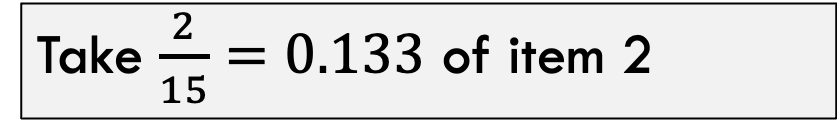 Take 2/15 = 0.133 of item 2